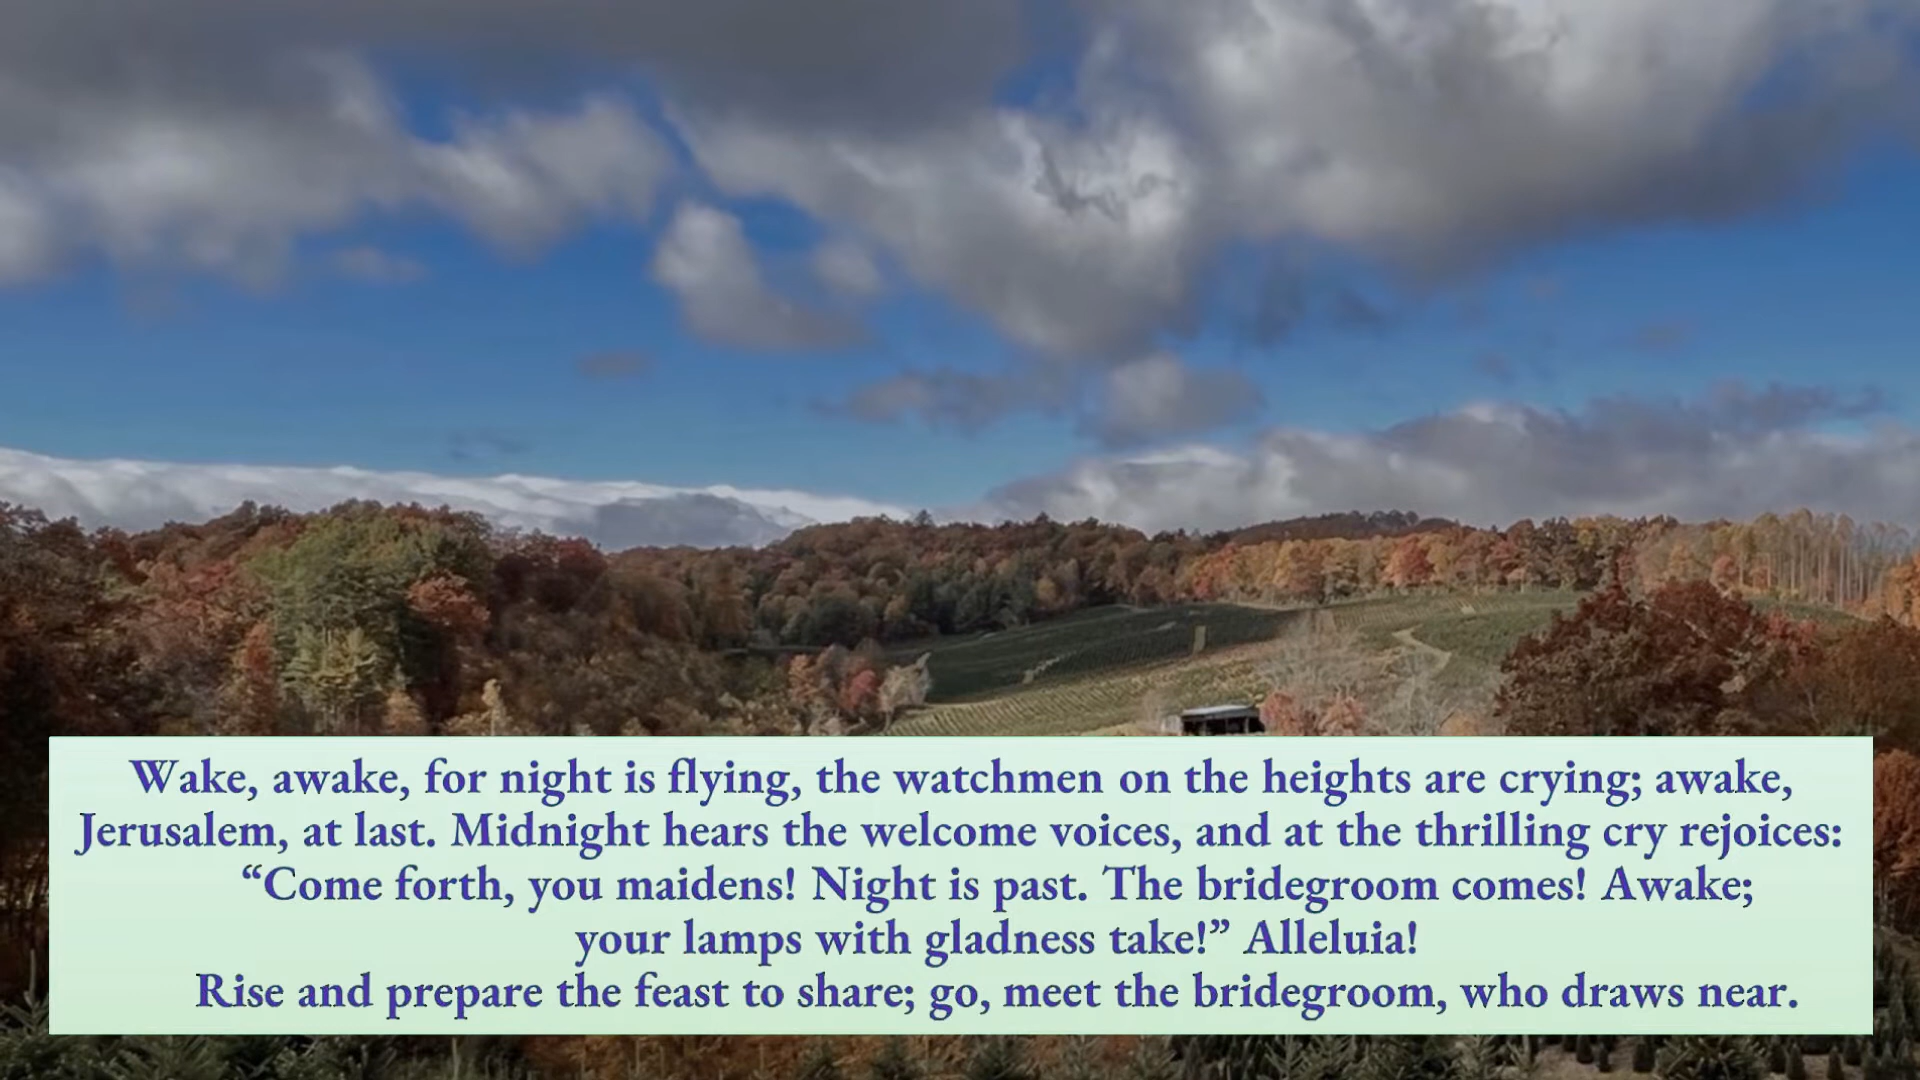 Wake, awake, for night is flying, the watchmen on the heights are crying; awake,
Jerusalem, at last. Midnight hears the welcome voices, and at the thrilling cry rejoices:
“Come forth, you maidens! Night is past. The bridegroom comes! Awake;
your lamps with gladness take!” Alleluia!
Rise and prepare the feast to share; go, meet the bridegroom, who draws near.